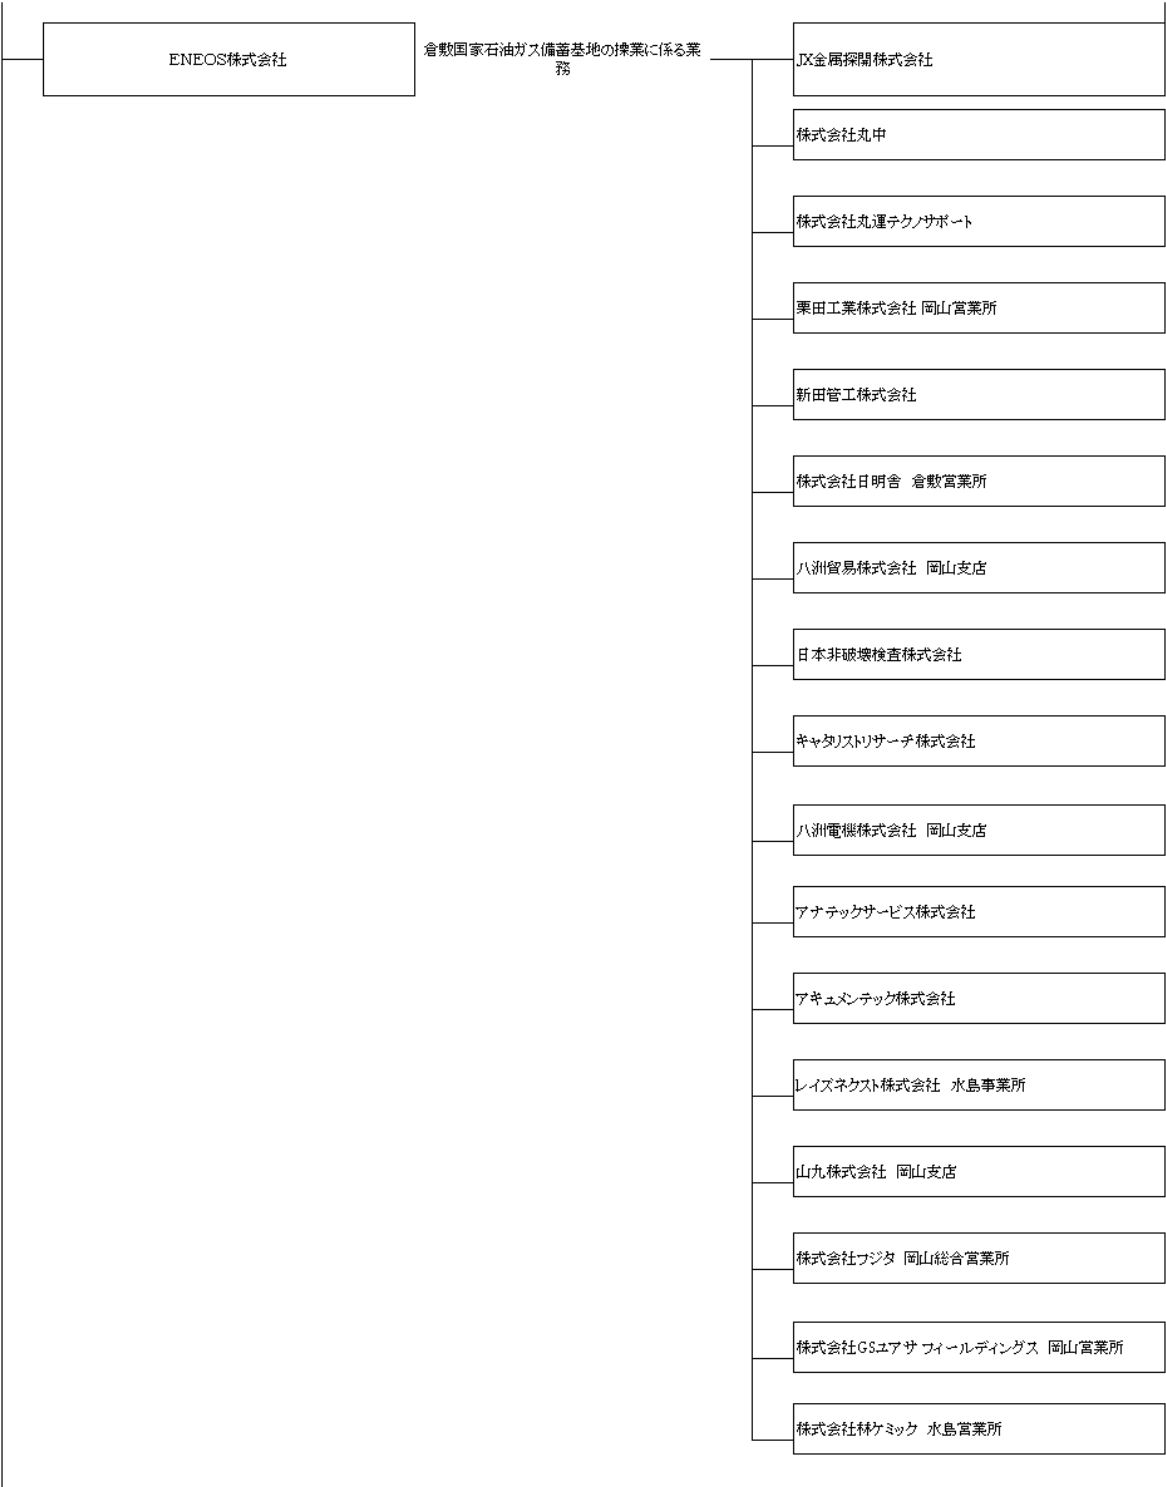 ENEOS株式会社
倉敷国家石油ガス備蓄基地の操業に係る業
務
JX金属探開株式会社
株式会社丸中
株式会社丸運テクノサポート
栗田工業株式会社 岡山営業所
新田管工株式会社
株式会社日明舎　倉敷営業所
八洲貿易株式会社　岡山支店
日本非破壊検査株式会社
キャタリストリサーチ株式会社
八洲電機株式会社　岡山支店
アナテックサービス株式会社
アキュメンテック株式会社
レイズネクスト株式会社　水島事業所
山九株式会社　岡山支店
株式会社フジタ　岡山総合営業所
株式会社GSユアサ フィールディングス　岡山営業所
株式会社林ケミック　水島営業所